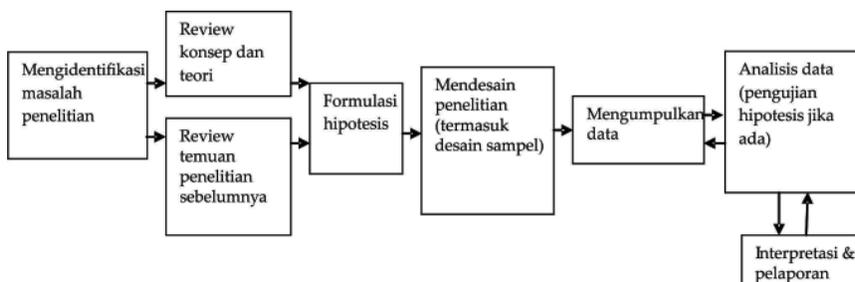 Mengidentifikasi
masalah
penelitian
Review
konsep dan
teori
Review
temuan
penelitian
sebelumnya
Formulasi
hipotesis
Mendesain
penelitian
(termasuk
desain sampel)
Mengumpulkan
data
Analisis data
(pengujian
hipotesis jika
ada)
Interpretasi &
pelaporan